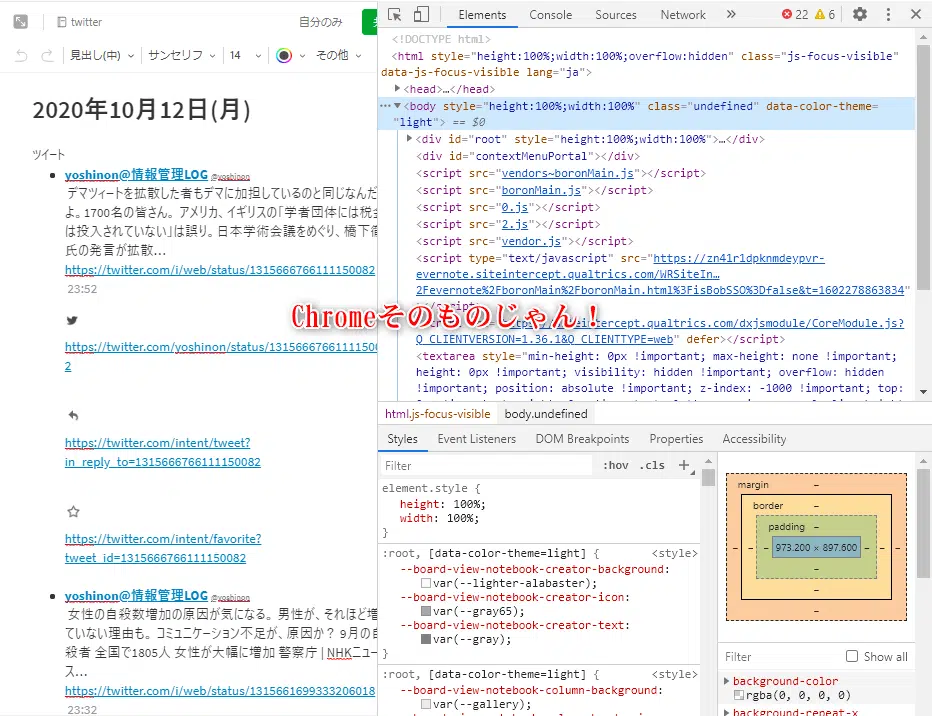 twitter
自分のみ
見出し(中)
サンセリフ
14
その他
2020年10月12日(月)
ツイート
yoshinon@情報管理LOG @yoshinon
デマツィートを拡散した者もデマに加担しているのと同じなんだ
よ。1700名の皆さん。 アメリカ、イギリスの「学者団体には税金
は投入されていない」は誤り。日本学術会議をめぐり、橋下徹
氏の発言が拡散...
https://twitter.com/i/web/status/1315666766111150082
23:52
https://twitter.com/yoshinon/status/13156667661115 00
2
https://twitter.com/intent/tweet?
in_reply_to=1315666766111150082
https://twitter.com/intent/favorite?
tweet_id=1315666766111150082
yoshinon@情報管理LOG @yoshinon
女性の自殺数増加の原因が気になる。 男性が、それほど増
ていない理由も。コミュニケーション不足が、原因か？ 9月の自
殺者 全国で1805人 女性が大幅に増加 警察庁 | NHKニュー
ス...
https://twitter.com/i/web/status/1315661699333206018
23:32
Chromeそのものじゃん！
Elements Console Sources Network » 22 6
<!DOCTYPE html>
<html style="height:100%;width:100%;overflow:hidden" class="js-focus-visible"
data-js-focus-visible lang="ja">
<head>…</head>
<body style="height:100%;width:100%" class="undefined" data-color-theme=
"light"> == $0
<div id="root" style="height:100%;width:100%">…</div>
<div id="contextMenuPortal"></div>
<script src="vendors~boronMain.js"></script>
<script src="boronMain.js"></script>
<script src="0.js"></script>
<script src="2.js"></script>
<script src="vendor.js"></script>
<script type="text/javascript" src="https://zn41r1dpknmdeypvr-
evernote.siteintercept.qualtrics.com/WRSiteIn…
2Fevernote%2FboronMain%2FboronMain.html%3FisBobSSO%3Dfalse&t=1602278863834"
></script>
intercept.qualtrics.com/dxjsmodule/CoreModule.js?
Q_CLIENTVERSION=1.36.1&Q_CLIENTTYPE=web" defer></script>
<textarea style="min-height: 0px !important; max-height: none !important;
height: 0px !important; visibility: hidden !important; overflow: hidden
!important; position: absolute !important; z-index: -1000 !important; top:
html.js-focus-visible body.undefined
Styles Event Listeners DOM Breakpoints Properties Accessibility
Filter :hov .cls +
element.style {
height: 100%;
width: 100%;
}
:root, [data-color-theme=light] { <style>
--board-view-notebook-creator-background:
var(--lighter-alabaster);
--board-view-notebook-creator-icon:
var(--gray65);
--board-view-notebook-creator-text:
var(--gray);
}
:root, [data-color-theme=light] { <style>
--board-view-notebook-column-background:
var(--gallery);
margin –
border –
padding –
973.200 × 897.600
Filter Show all
background-color
rgba(0, 0, 0, 0)
background-repeat-x